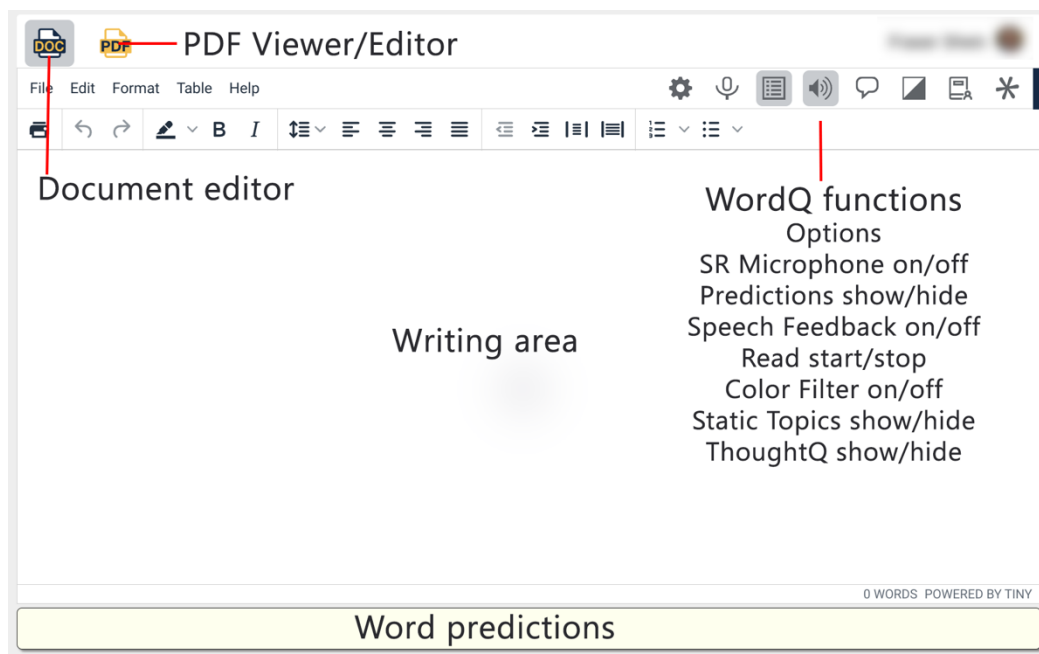 DOC
PDF
PDF Viewer/Editor
File Edit Format Table Help
B I
Document editor
WordQ functions
Options
SR Microphone on/off
Predictions show/hide
Speech Feedback on/off
Read start/stop
Color Filter on/off
Static Topics show/hide
ThoughtQ show/hide
Writing area
0 WORDS POWERED BY TINY
Word predictions